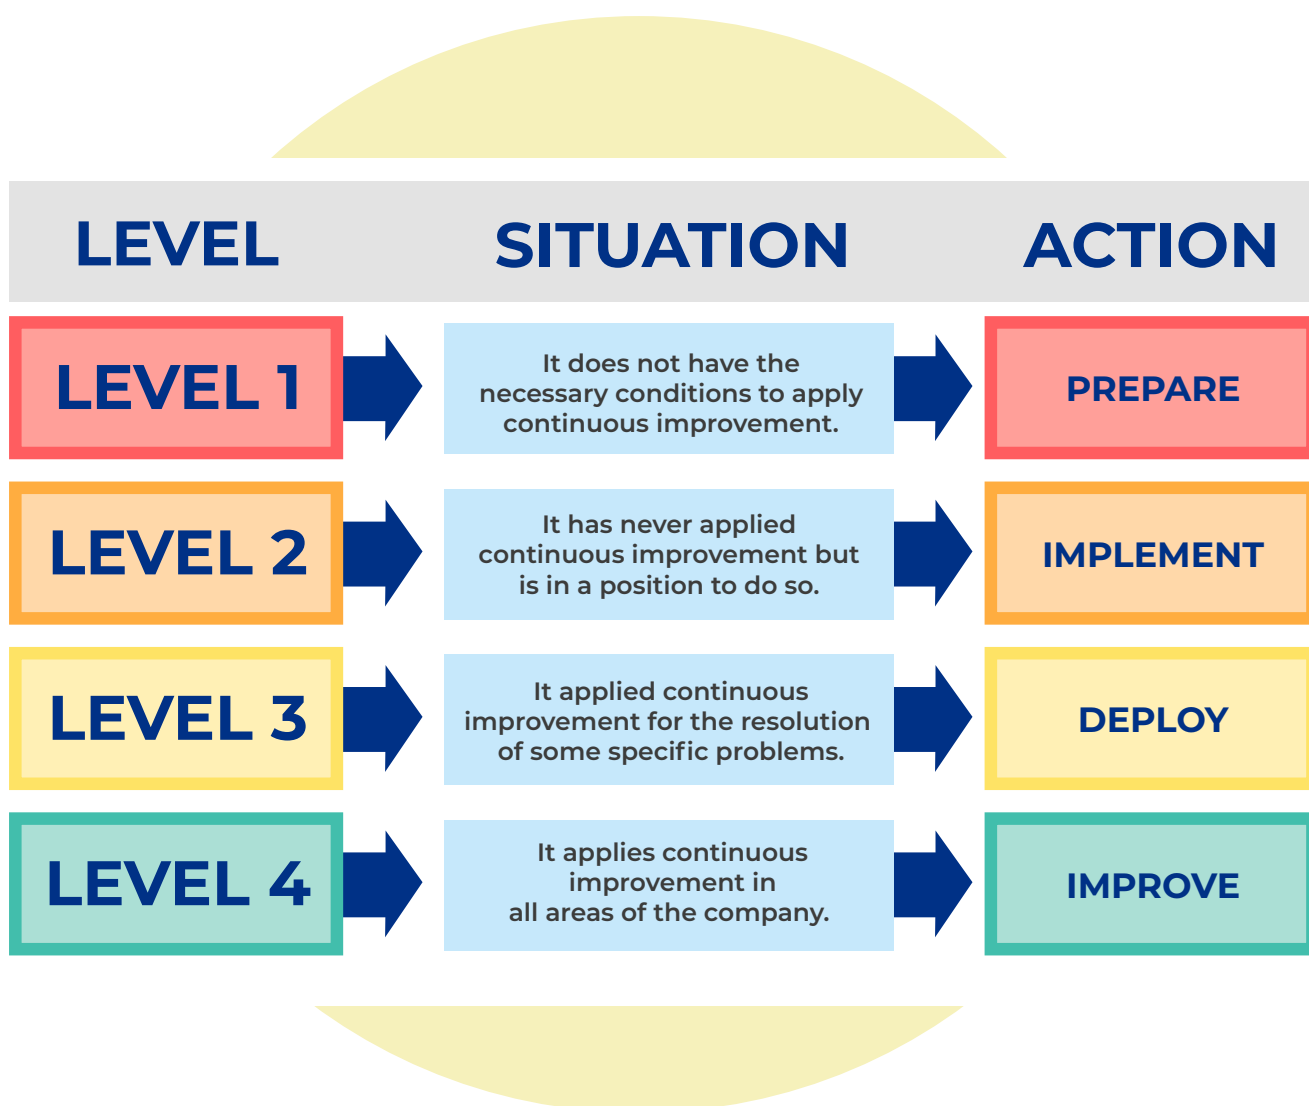 LEVEL SITUATION ACTION
LEVEL 1
It does not have the
necessary conditions to apply
continuous improvement.
PREPARE
LEVEL 2
It has never applied
continuous improvement but
is in a position to do so.
IMPLEMENT
LEVEL 3
It applied continuous
improvement for the resolution
of some specific problems.
DEPLOY
LEVEL 4
It applies continuous
improvement in
all areas of the company.
IMPROVE